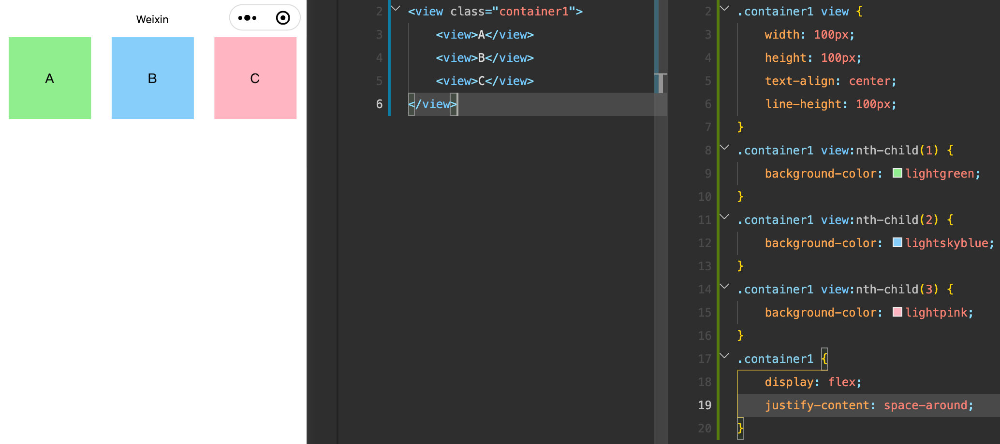 Weixin
A B C
2 <view class="container1">
3 <view>A</view>
4 <view>B</view>
5 <view>C</view>
6 </view>
2 .container1 view {
3 width: 100px;
4 height: 100px;
5 text-align: center;
6 line-height: 100px;
7 }
8 .container1 view:nth-child(1) {
9 background-color: lightgreen;
10 }
11 .container1 view:nth-child(2) {
12 background-color: lightskyblue;
13 }
14 .container1 view:nth-child(3) {
15 background-color: lightpink;
16 }
17 .container1 {
18 display: flex;
19 justify-content: space-around;
20 }